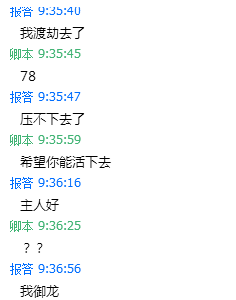 报答 9:35:40
我渡劫去了
卿本 9:35:45
78
报答 9:35:47
压不下去了
卿本 9:35:59
希望你能活下去
报答 9:36:16
主人好
卿本 9:36:25
？？
报答 9:36:56
我御龙